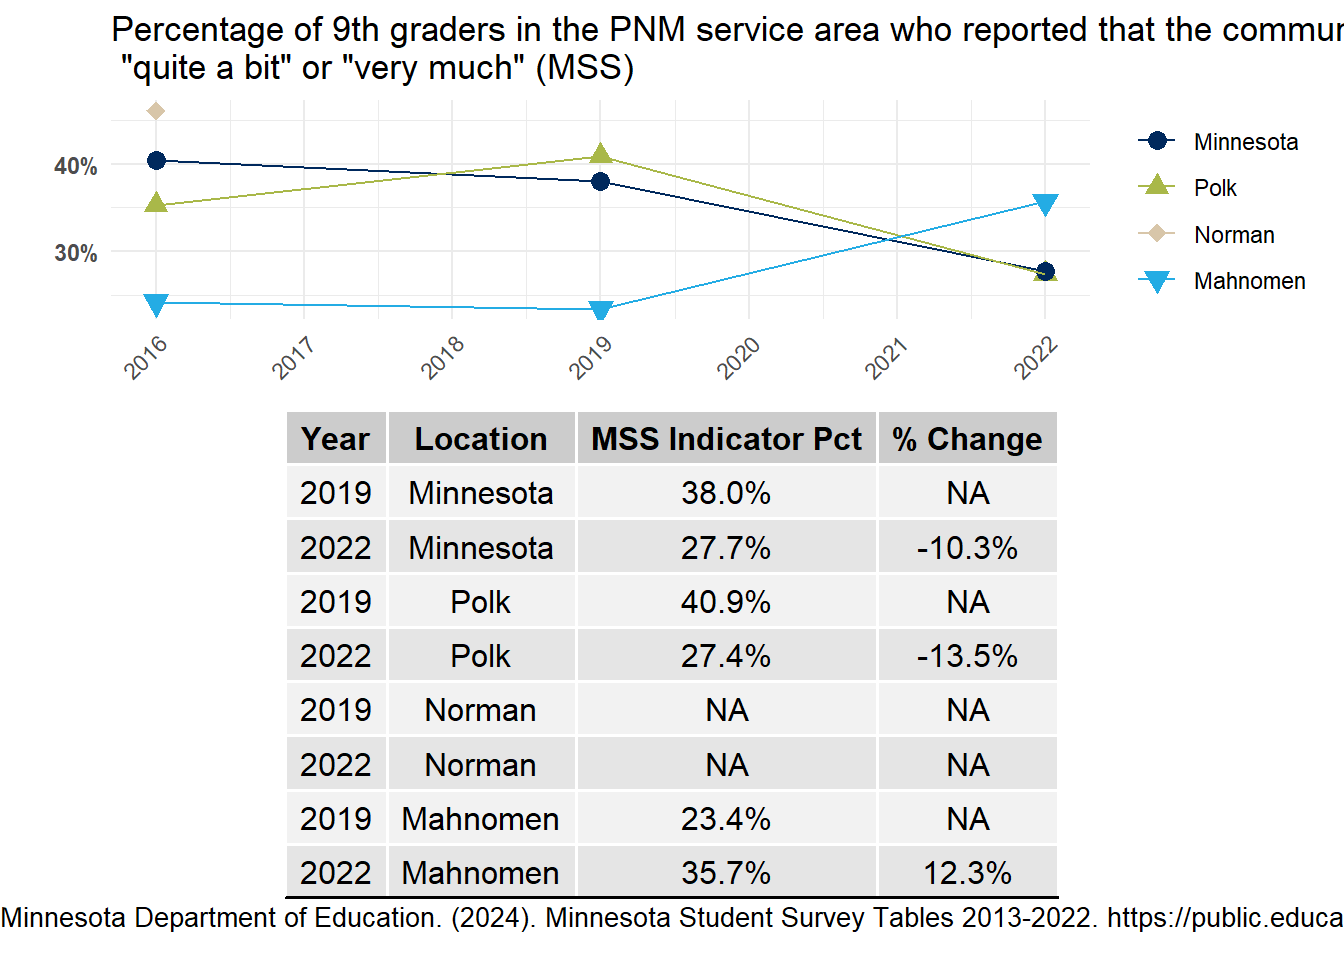 Percentage of 9th graders in the PNM service area who reported that the
"quite a bit" or "very much" (MSS)
40%
30%
Minnesota
Polk
Norman
Mahnomen
2016 2017 2018 2019 2020 2021 2022
Year Location MSS Indicator Pct % Change
2019 Minnesota 38.0% NA
2022 Minnesota 27.7% -10.3%
2019 Polk 40.9% NA
2022 Polk 27.4% -13.5%
2019 Norman NA NA
2022 Norman NA NA
2019 Mahnomen 23.4% NA
2022 Mahnomen 35.7% 12.3%
Minnesota Department of Education. (2024). Minnesota Student Survey Tables 2013-2022. https://public.educa